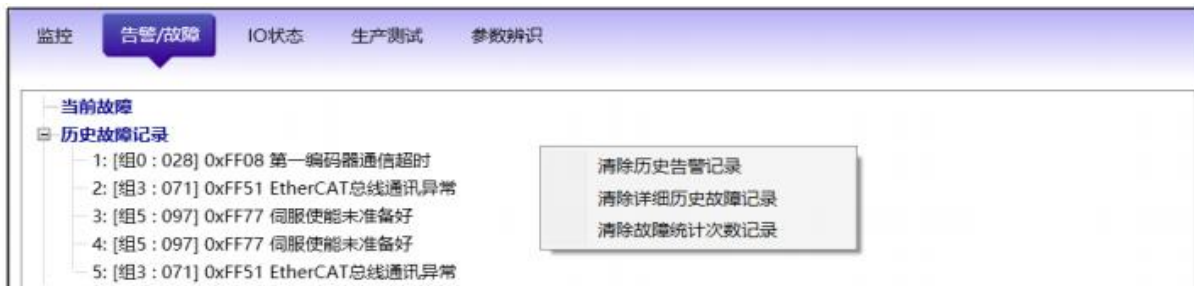 监控 告警/故障 IO状态 生产测试 参数辨识
当前故障
历史故障记录
1: [组0 : 028] 0xFF08 第一编码器通信超时
2: [组3 : 071] 0xFF51 EtherCAT总线通讯异常
3: [组5 : 097] 0xFF77 伺服使能未准备好
4: [组5 : 097] 0xFF77 伺服使能未准备好
5: [组3 : 071] 0xFF51 EtherCAT总线通讯异常
清除历史告警记录
清除详细历史故障记录
清除故障统计次数记录